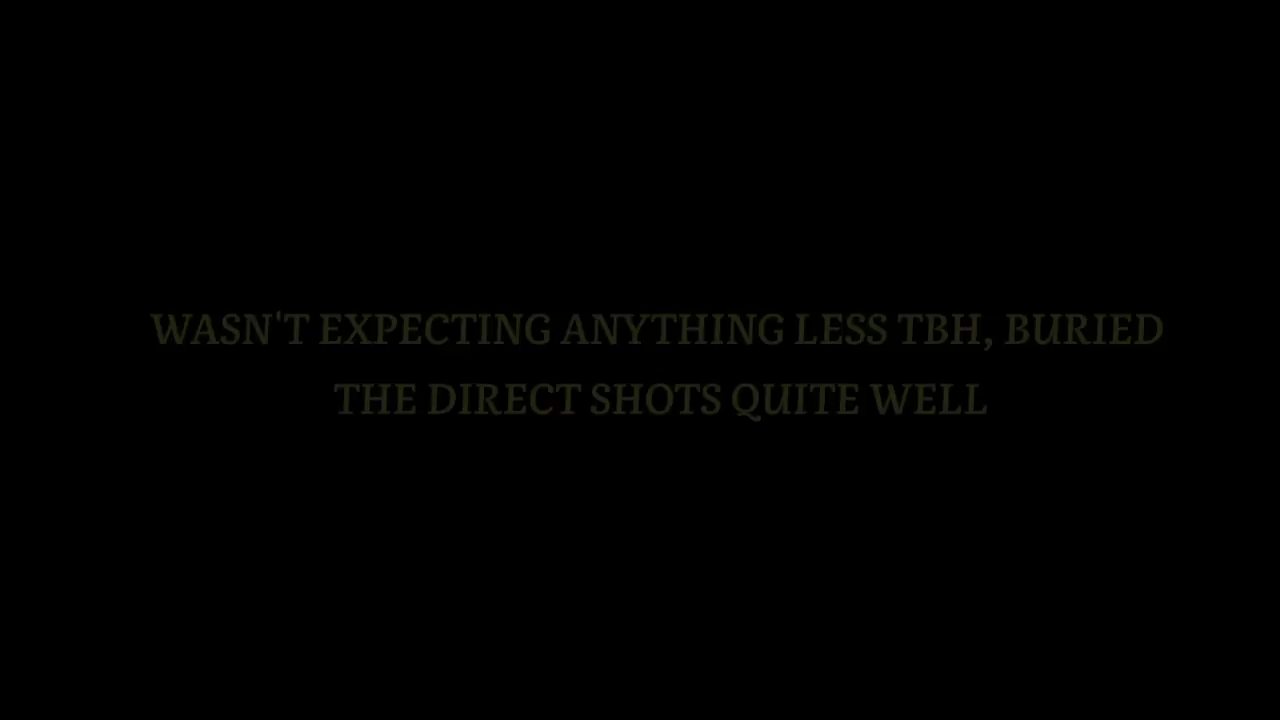 WASN'T EXPECTING ANYTHING LESS TBH, BURIED
THE DIRECT SHOTS QUITE WELL